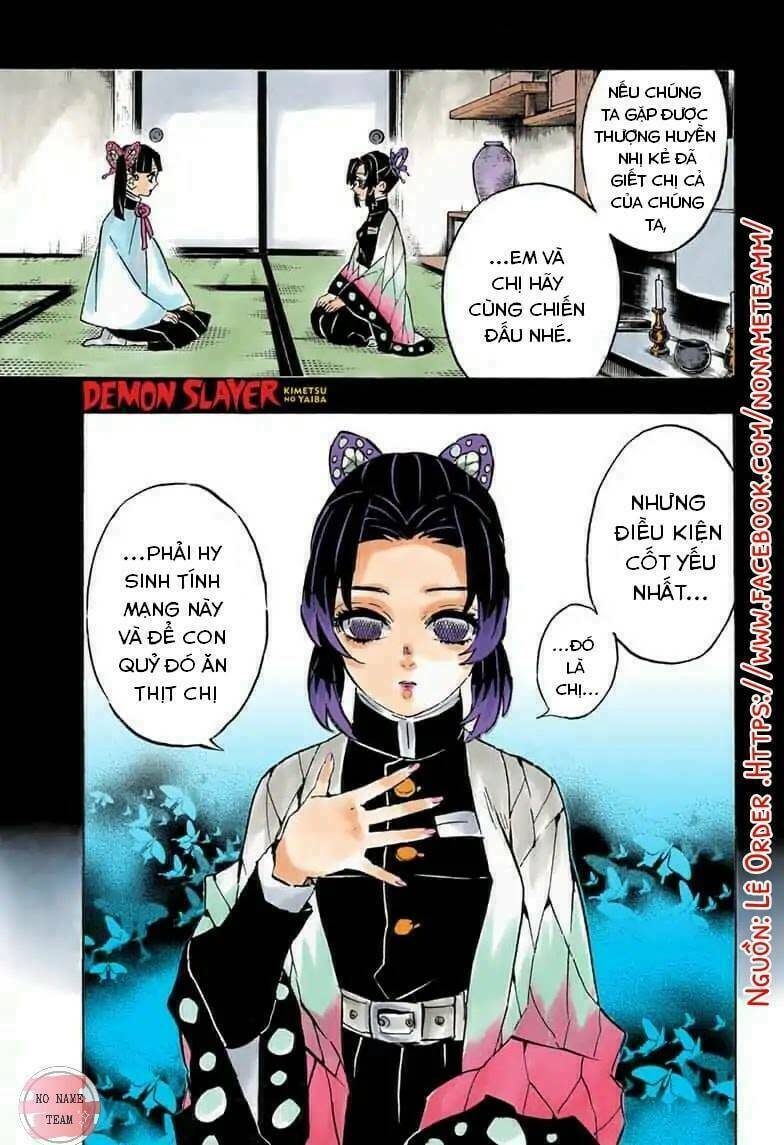 NẾU CHÚNG
TA GẶP ĐƯỢC
THƯỢNG HUYỀN
NHỊ KẺ ĐÃ
GIẾT CHỊ CẢ
CỦA CHÚNG
TA,
...EM VÀ
CHỊ HÃY
CÙNG CHIẾN
ĐẤU NHÉ.
DEMON SLAYER
KIMETSU
NO YAIBA
NHƯNG
ĐIỀU KIỆN
CỐT YẾU
NHẤT...
...ĐÓ
LÀ
CHỊ...
...PHẢI HY
SINH TÍNH
MẠNG NÀY
VÀ ĐỂ CON
QUỶ ĐÓ ĂN
THỊT CHỊ
NGUỒN: LÊ ORDER .HTTPS://WWW.FACEBOOK.COM/NONAMETEAMM/
NO NAME
TEAM